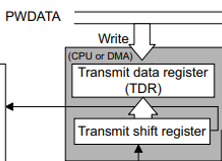 PWDATA
Write
(CPU or DMA)
Transmit data register
(TDR)
Transmit shift register